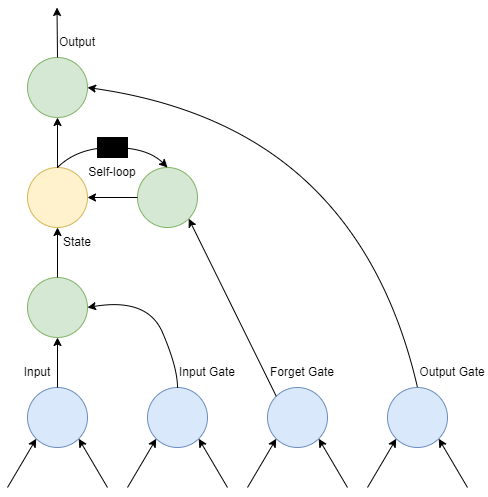 Output
Self-loop
State
Input
Input Gate
Forget Gate
Output Gate